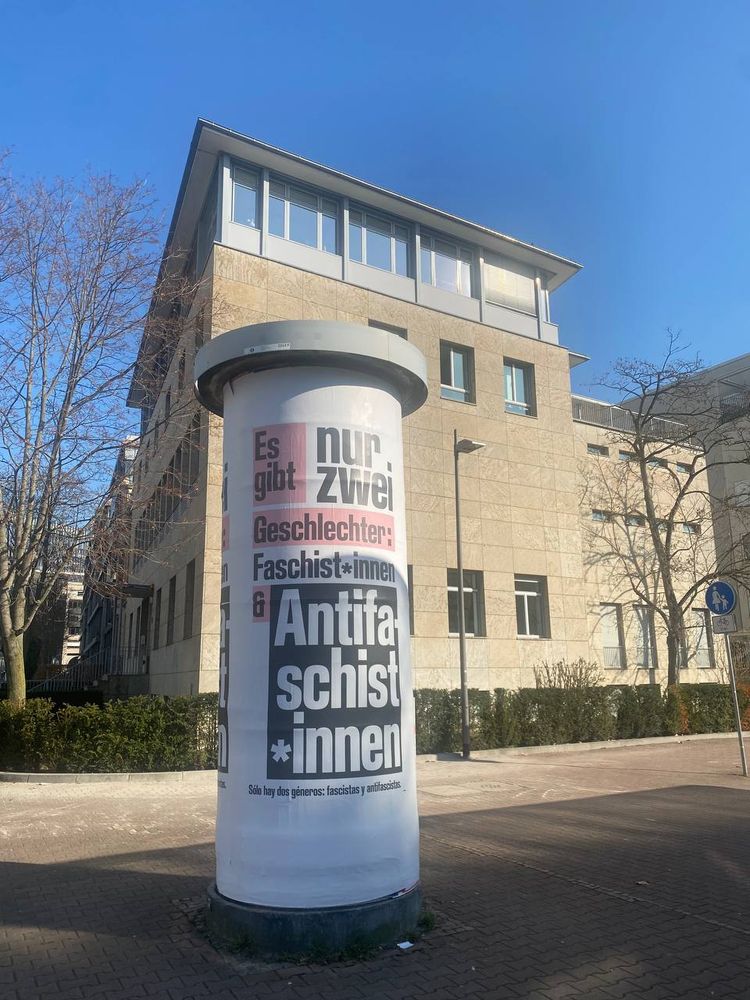 Es
gibt
nur
zwei
Geschlechter:
Faschist*innen
&
Antifa-
schist
*innen
Sólo hay dos géneros: fascistas y antifascistas.